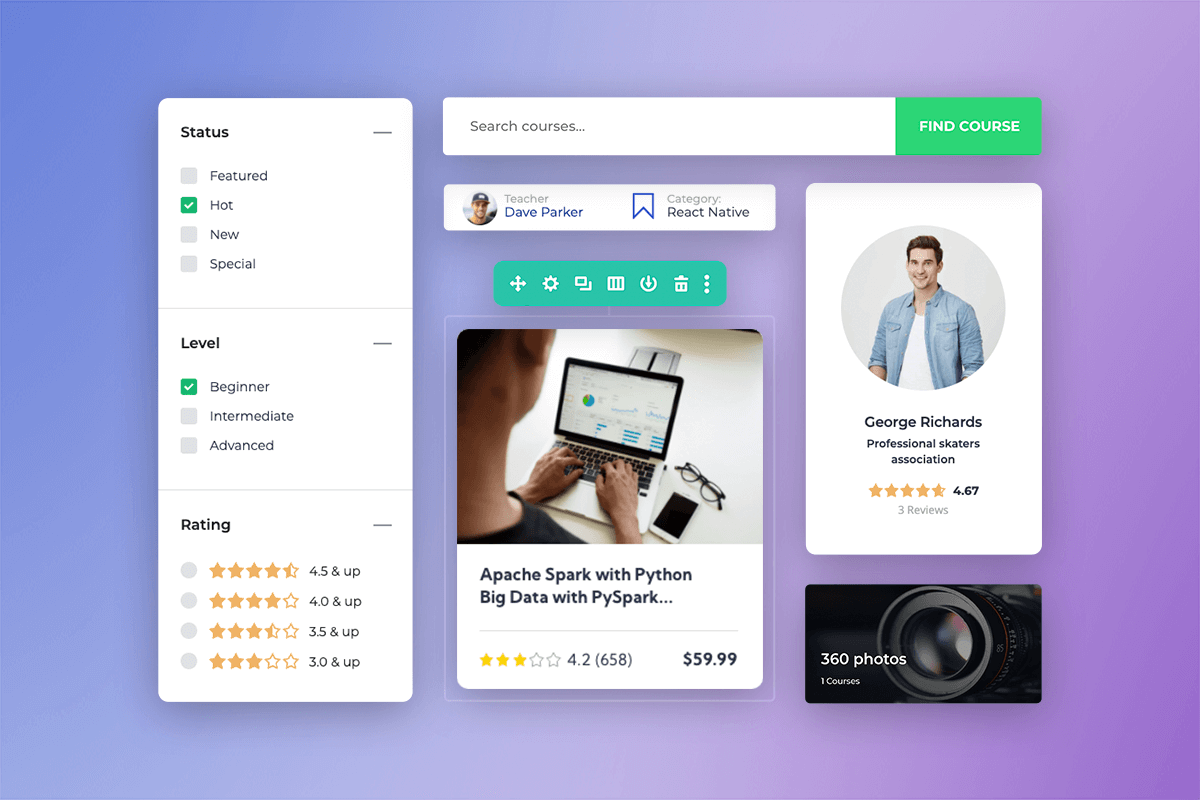 Status
Featured
Hot
New
Special
Level
Beginner
Intermediate
Advanced
Rating
4.5 & up
4.0 & up
3.5 & up
3.0 & up
Search courses...
FIND COURSE
Teacher
Dave Parker
Category:
React Native
Apache Spark with Python
Big Data with PySpark...
4.2 (658)
$59.99
George Richards
Professional skaters
association
4.67
3 Reviews
360 photos
1 Courses